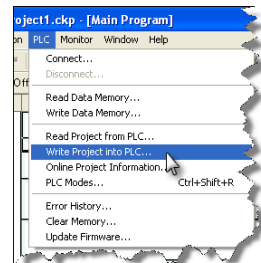 oject1.ckp - [Main Program]
on PLC Monitor Window Help
Connect...
Disconnect...
Off
Read Data Memory...
Write Data Memory...
Read Project from PLC...
Write Project into PLC...
Online Project Information...
PLC Modes... Ctrl+Shift+R
Error History...
Clear Memory...
Update Firmware...